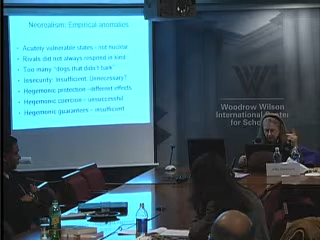 Neorealism: Empirical anomalies
• Acutely vulnerable states - not nuclear
• Rivals did not always respond in kind
• Too many "dogs that didn't bark"
• Insecurity: Insufficient, Unnecessary?
• Hegemonic protection - different effects
• Hegemonic coercion - unsuccessful
• Hegemonic guarantees - insufficient
Woodrow Wilson
International Center
for Scho